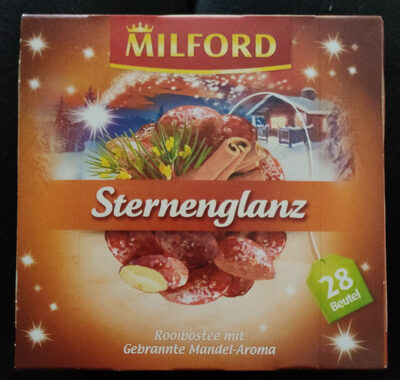 MILFORD
Sternenglanz
28
Beutel
Rooibostee mit
Gebrannte Mandel-Aroma